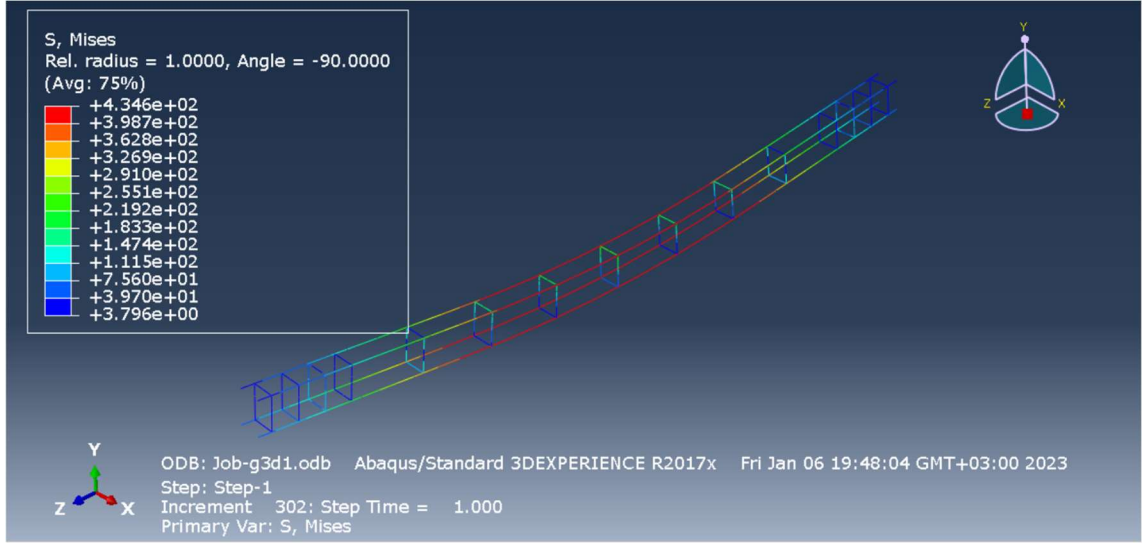 S, Mises
Rel. radius = 1.0000, Angle = -90.0000
(Avg: 75%)
+4.346e+02
+3.987e+02
+3.628e+02
+3.269e+02
+2.910e+02
+2.551e+02
+2.192e+02
+1.833e+02
+1.474e+02
+1.115e+02
+7.560e+01
+3.970e+01
+3.796e+00
Y
Z
X
Y
Z
X
ODB: Job-g3d1.odb Abaqus/Standard 3DEXPERIENCE R2017x Fri Jan 06 19:48:04 GMT+03:00 2023
Step: Step-1
Increment 302: Step Time = 1.000
Primary Var: S, Mises